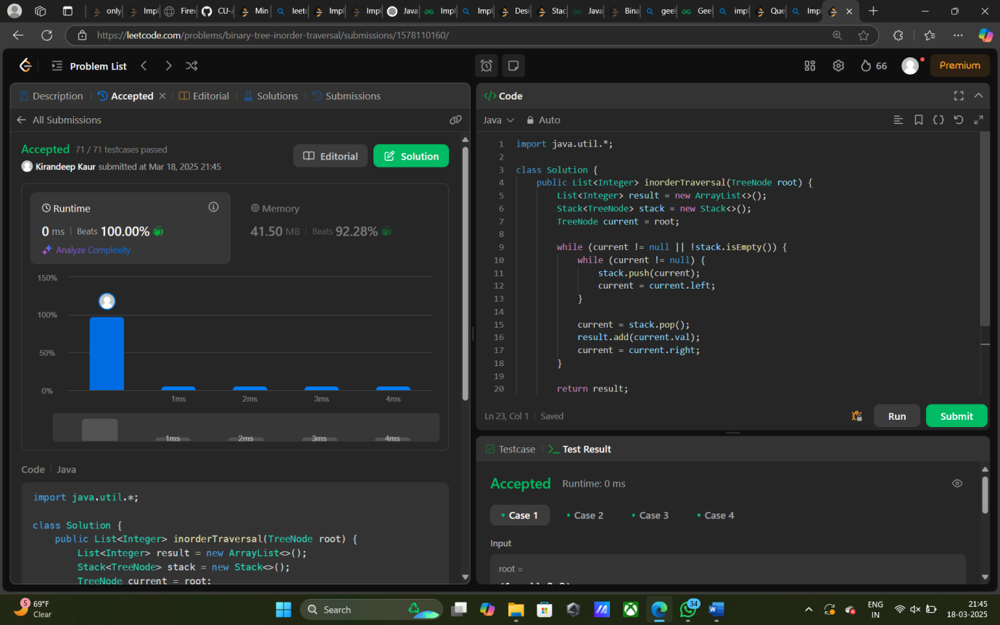 only
Impl
Firev
CU-/
Min
leetc
Impl
Impl
Java
Impl
Impl
Desi
Stac
Java
Bina
geel
Gee
impl
Que
Imp
https://leetcode.com/problems/binary-tree-inorder-traversal/submissions/1578110160/
Problem List
66
Premium
Description
Accepted
Editorial
Solutions
Submissions
All Submissions
Accepted 71 / 71 testcases passed
Kirandeep Kaur submitted at Mar 18, 2025 21:45
Editorial
Solution
Runtime
0 ms | Beats 100.00%
Analyze Complexity
Memory
41.50 MB | Beats 92.28%
150%
100%
50%
0%
1ms
2ms
3ms
4ms
1ms
2ms
3ms
4ms
Code | Java
import java.util.*;
class Solution {
public List<Integer> inorderTraversal(TreeNode root) {
List<Integer> result = new ArrayList<>();
Stack<TreeNode> stack = new Stack<>();
TreeNode current = root;
</> Code
Java
Auto
1 import java.util.*;
2
3 class Solution {
4 public List<Integer> inorderTraversal(TreeNode root) {
5 List<Integer> result = new ArrayList<>();
6 Stack<TreeNode> stack = new Stack<>();
7 TreeNode current = root;
8
9 while (current != null || !stack.isEmpty()) {
10 while (current != null) {
11 stack.push(current);
12 current = current.left;
13 }
14
15 current = stack.pop();
16 result.add(current.val);
17 current = current.right;
18 }
19
20 return result;
Ln 23, Col 1 | Saved
Run
Submit
Testcase
Test Result
Accepted Runtime: 0 ms
Case 1
Case 2
Case 3
Case 4
Input
root =
5
69°F
Clear
Search
34
ENG
IN
21:45
18-03-2025